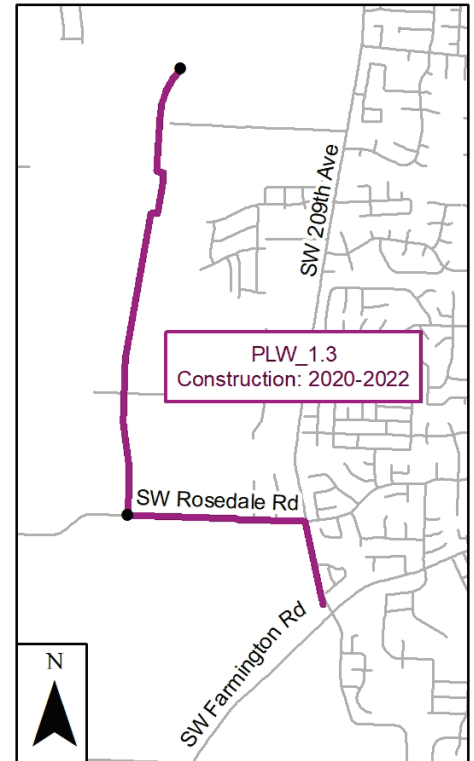 SW 209th Ave
PLW_1.3
Construction: 2020-2022
SW Rosedale Rd
SW Farmington Rd
N